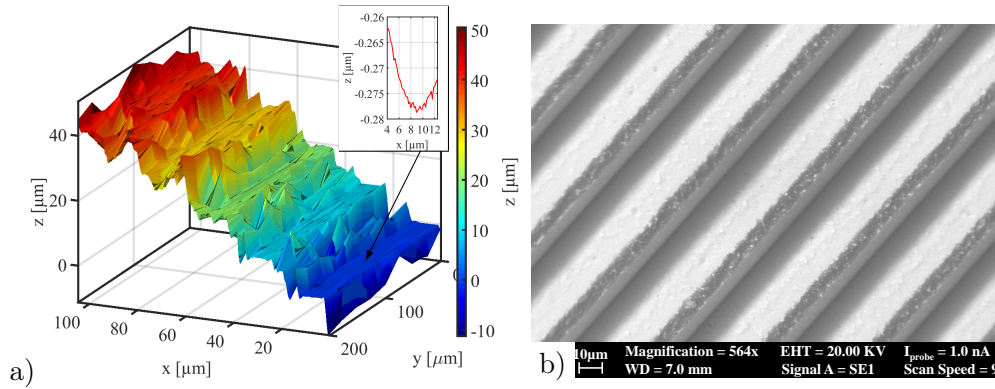 -0.26
-0.265
-0.27
-0.275
-0.28
z [μm]
4 6 8 10 12
x [μm]
50
40
30
20
10
0
-10
z [μm]
40
20
0
z [μm]
100 80 60 40 20
x [μm]
0
100
200
y [μm]
a)
b)
10μm
Magnification = 564x EHT = 20.00 KV I probe = 1.0 nA
WD = 7.0 mm Signal A = SE1 Scan Speed = 9